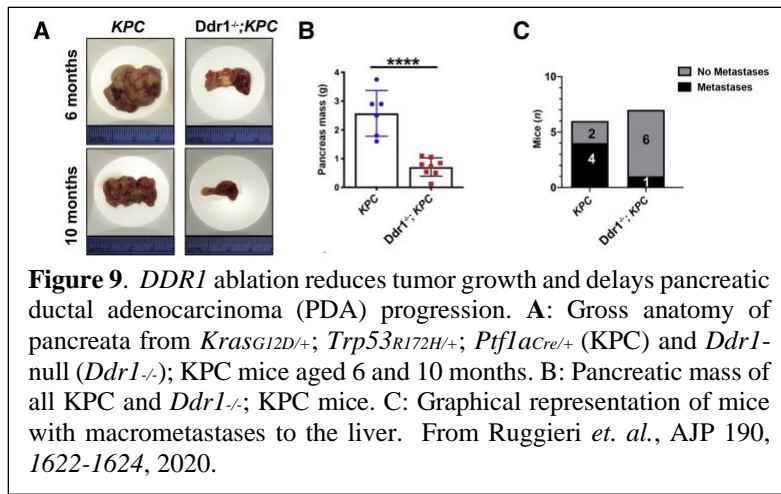 A
KPC
Ddr1-/-;KPC
6 months
10 months
B
****
Pancreas mass (g)
4
3
2
1
0
KPC
Ddr1-/-; KPC
C
No Metastases
Metastases
Mice (n)
10
5
0
2
4
6
1
KPC
Ddr1-/-; KPC
Figure 9. DDR1 ablation reduces tumor growth and delays pancreatic
ductal adenocarcinoma (PDA) progression. A: Gross anatomy of
pancreata from KrasG12D/+; Trp53R172H/+; Ptf1aCre/+ (KPC) and Ddr1-
null (Ddr1-/-); KPC mice aged 6 and 10 months. B: Pancreatic mass of
all KPC and Ddr1-/-; KPC mice. C: Graphical representation of mice
with macrometastases to the liver. From Ruggieri et. al., AJP 190,
1622-1624, 2020.